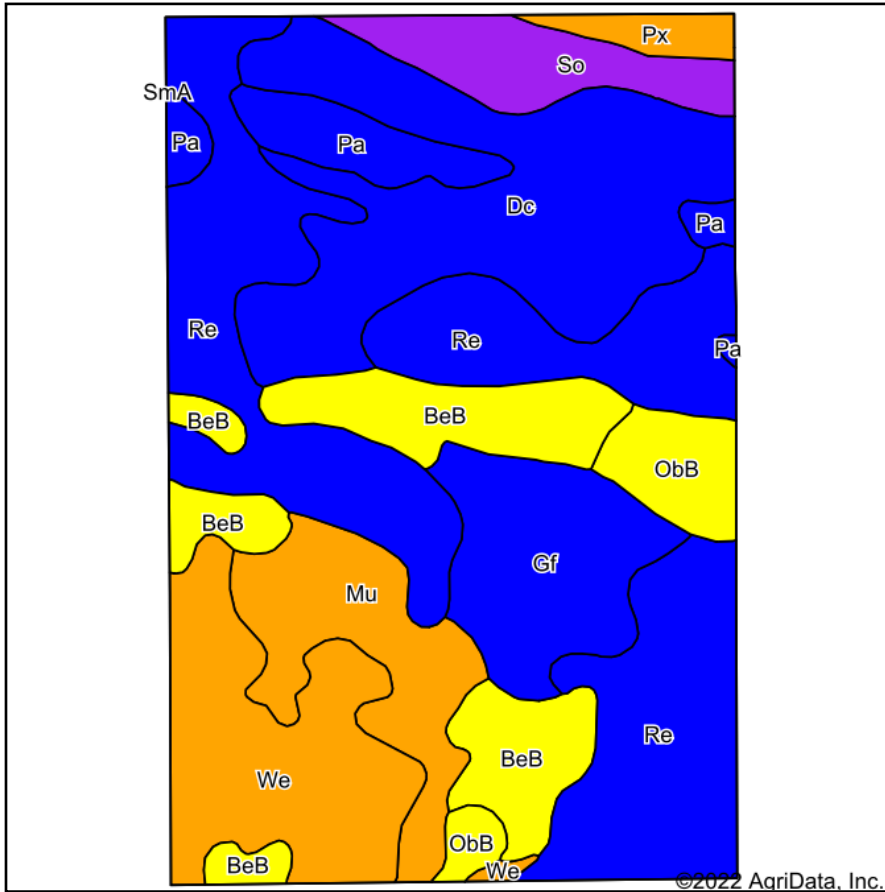 Px
So
SmA
Pa
Pa
Dc
Pa
Re
Re
Pa
BeB
BeB
ObB
BeB
Gf
Mu
Re
BeB
We
ObB
BeB
We
©2022 AgriData, Inc.